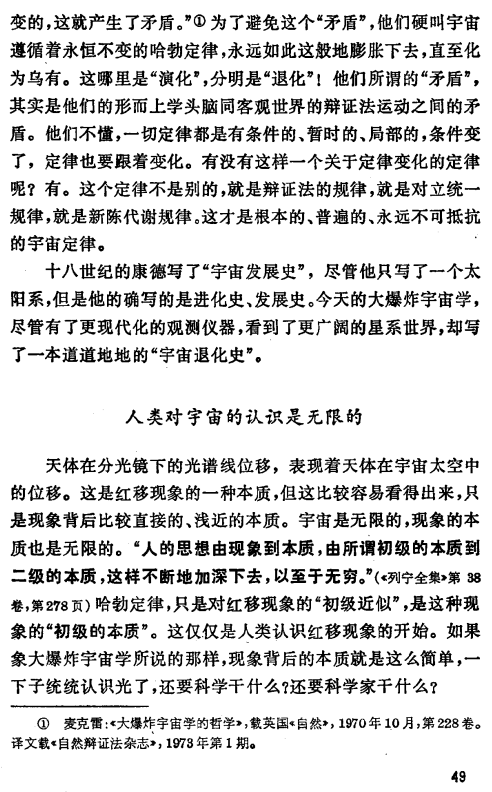 变的，这就产生了矛盾。”① 为了避免这个“矛盾”，他们硬叫宇宙
遵循着永恒不变的哈勃定律，永远如此这般地膨胀下去，直至化
为乌有。这哪里是“演化”，分明是“退化”！他们所谓的“矛盾”，
其实是他们的形而上学头脑同客观世界的辩证法运动之间的矛
盾。他们不懂，一切定律都是有条件的、暂时的、局部的，条件变
了，定律也要跟着变化。有没有这样一个关于定律变化的定律
呢？有。这个定律不是别的，就是辩证法的规律，就是对立统一
规律，就是新陈代谢规律。这才是根本的、普遍的、永远不可抵抗
的宇宙定律。
十八世纪的康德写了“宇宙发展史”，尽管他只写了一个太
阳系，但是他的确写的是进化史、发展史。今天的大爆炸宇宙学，
尽管有了更现代化的观测仪器，看到了更广阔的星系世界，却写
了一本道道地地的“宇宙退化史”。
人类对宇宙的认识是无限的
天体在分光镜下的光谱线位移，表现着天体在宇宙太空中
的位移。这是红移现象的一种本质，但这比较容易看得出来，只
是现象背后比较直接的、浅近的本质。宇宙是无限的，现象的本
质也是无限的。“人的思想由现象到本质，由所谓初级的本质到
二级的本质，这样不断地加深下去，以至于无穷。”（《列宁全集》第 38
卷，第278页）哈勃定律，只是对红移现象的“初级近似”，是这种现
象的“初级的本质”。这仅仅是人类认识红移现象的开始。如果
象大爆炸宇宙学所说的那样，现象背后的本质就是这么简单，一
下子统统认识光了，还要科学干什么？还要科学家干什么？
① 麦克雷：《大爆炸宇宙学的哲学》，载英国《自然》，1970年10月，第228卷。
译文载《自然辩证法杂志》，1973年第1期。
49